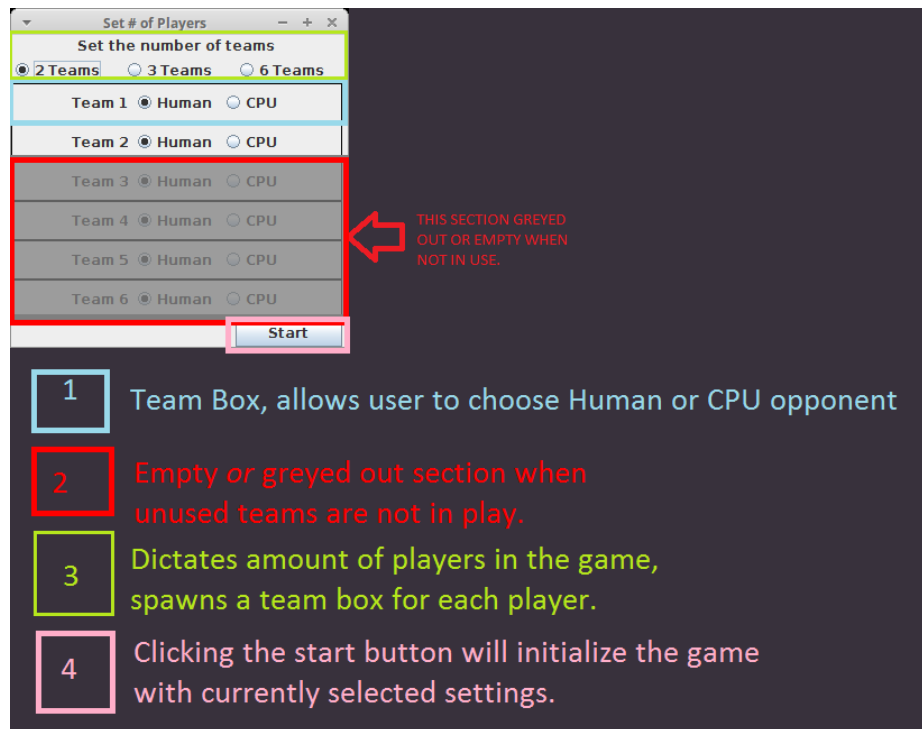 Set # of Players
Set the number of teams
2 Teams 3 Teams 6 Teams
Team 1 Human CPU
Team 2 Human CPU
Team 3 Human CPU
Team 4 Human CPU
Team 5 Human CPU
Team 6 Human CPU
Start
THIS SECTION GREYED
OUT OR EMPTY WHEN
NOT IN USE.
1
Team Box, allows user to choose Human or CPU opponent
2
Empty or greyed out section when
unused teams are not in play.
3
Dictates amount of players in the game,
spawns a team box for each player.
4
Clicking the start button will initialize the game
with currently selected settings.